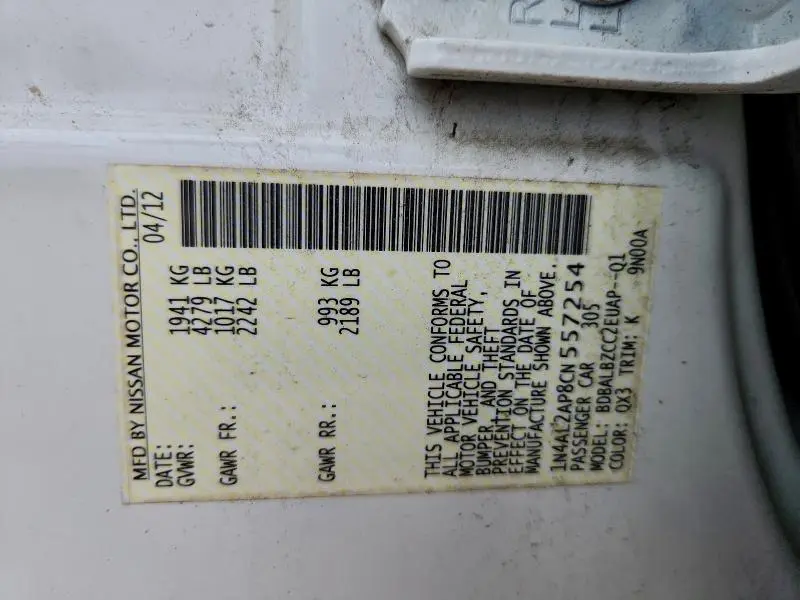 MFD BY NISSAN MOTOR CO., LTD.
DATE: 04/12
GVWR: 1941 KG
4279 LB
GAWR FR.: 1017 KG
2242 LB
GAWR RR.: 993 KG
2189 LB
THIS VEHICLE CONFORMS TO
ALL APPLICABLE FEDERAL
MOTOR VEHICLE SAFETY,
BUMPER, AND THEFT
PREVENTION STANDARDS IN
EFFECT ON THE DATE OF
MANUFACTURE SHOWN ABOVE.
1N4AL2AP8CN557254
PASSENGER CAR 305
MODEL: BDBALBZCC2EUAP--Q1
COLOR: QX3 TRIM: K 9N00A